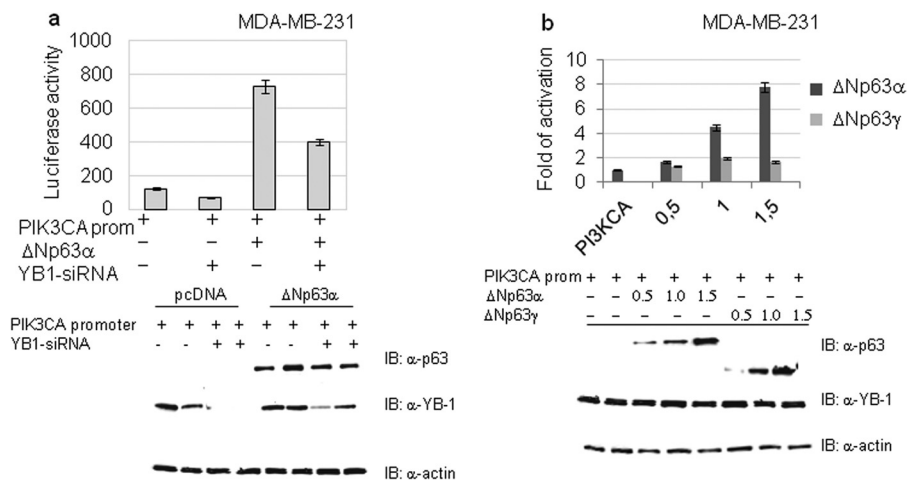 a
MDA-MB-231
Luciferase activity
1000
800
600
400
200
0
PIK3CA prom + + + +
ΔNp63α – – + +
YB1-siRNA – + – +
pcDNA ΔNp63α
PIK3CA promoter + + + + + + + +
YB1-siRNA - - + + - - + +
IB: α-p63
IB: α-YB-1
IB: α-actin
b
MDA-MB-231
Fold of activation
10
8
6
4
2
0
PI3KCA 0,5 1 1,5
ΔNp63α
ΔNp63γ
PIK3CA prom + + + + + + + +
ΔNp63α – – 0.5 1.0 1.5 – – –
ΔNp63γ – – – – – 0.5 1.0 1.5
IB: α-p63
IB: α-YB-1
IB: α-actin